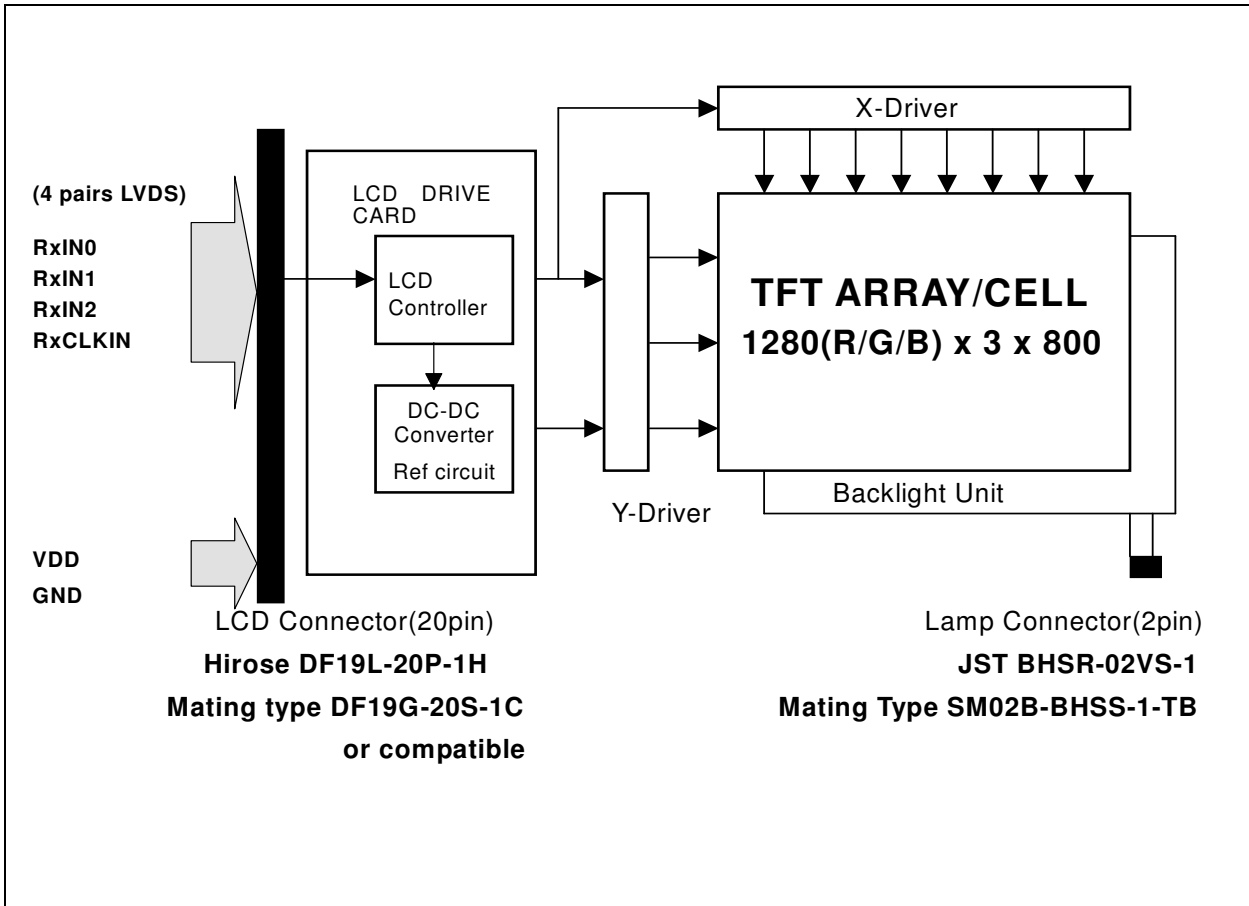 X-Driver
(4 pairs LVDS)
RxIN0
RxIN1
RxIN2
RxCLKIN
LCD DRIVE
CARD
LCD
Controller
DC-DC
Converter
Ref circuit
TFT ARRAY/CELL
1280(R/G/B) x 3 x 800
Y-Driver
Backlight Unit
VDD
GND
LCD Connector(20pin)
Hirose DF19L-20P-1H
Mating type DF19G-20S-1C
or compatible
Lamp Connector(2pin)
JST BHSR-02VS-1
Mating Type SM02B-BHSS-1-TB